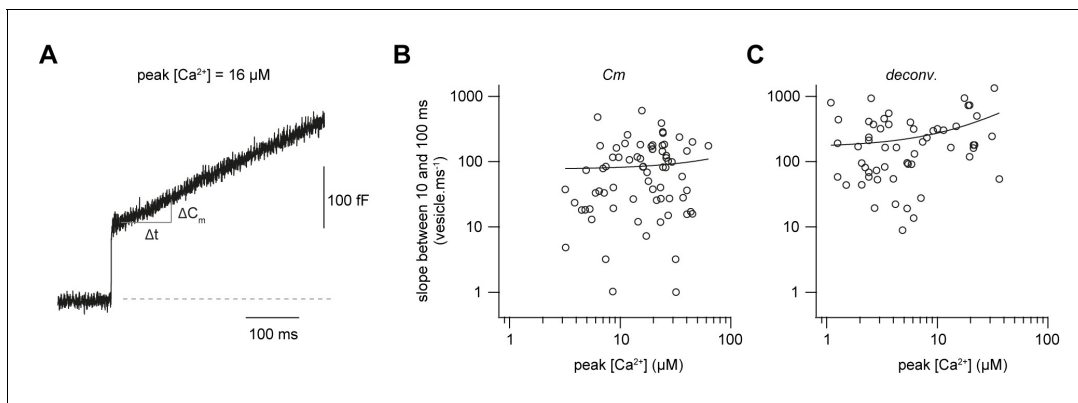 A
peak [Ca²⁺] = 16 µM
ΔCₘ
Δt
100 fF
100 ms
B
Cm
slope between 10 and 100 ms
(vesicle.ms⁻¹)
1000
100
10
1
1
10
100
peak [Ca²⁺] (µM)
C
deconv.
1000
100
10
1
1
10
100
peak [Ca²⁺] (µM)